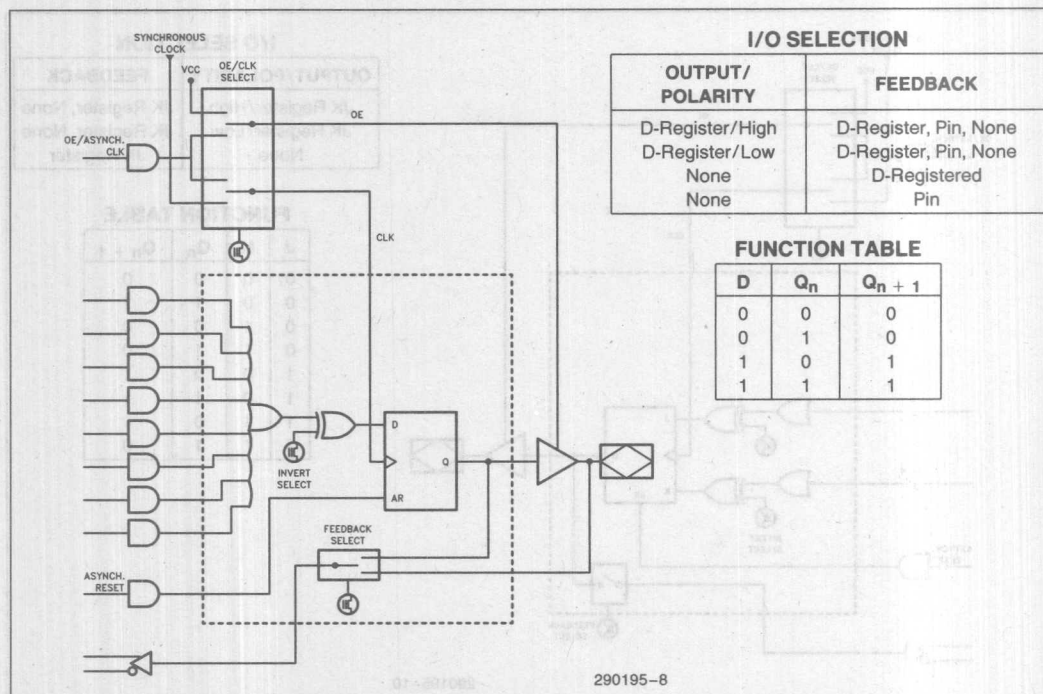 SYNCHRONOUS
CLOCK
VCC
OE/CLK
SELECT
OE
OE/ASYNCH.
CLK
CLK
I/O SELECTION
OUTPUT/
POLARITY FEEDBACK
D-Register/High D-Register, Pin, None
D-Register/Low D-Register, Pin, None
None D-Registered
None Pin
FUNCTION TABLE
D Qn Qn + 1
0 0 0
0 1 0
1 0 1
1 1 1
D
Q
INVERT
SELECT
AR
FEEDBACK
SELECT
ASYNCH.
RESET
290195-8